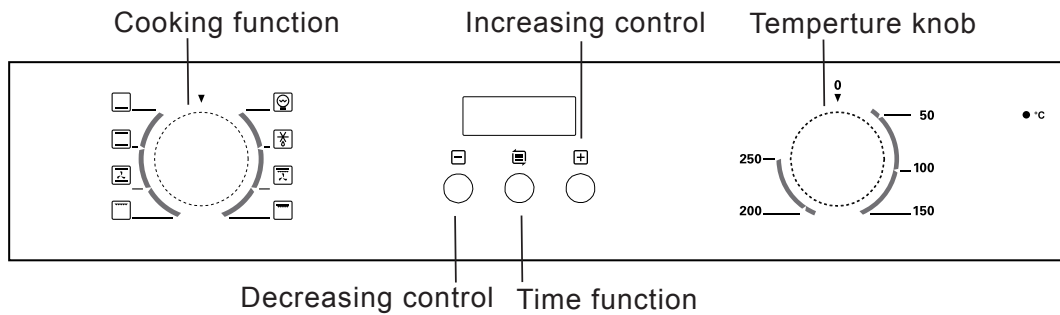 Cooking function
Increasing control
Temperture knob
0
50
°C
250
100
200
150
Decreasing control
Time function